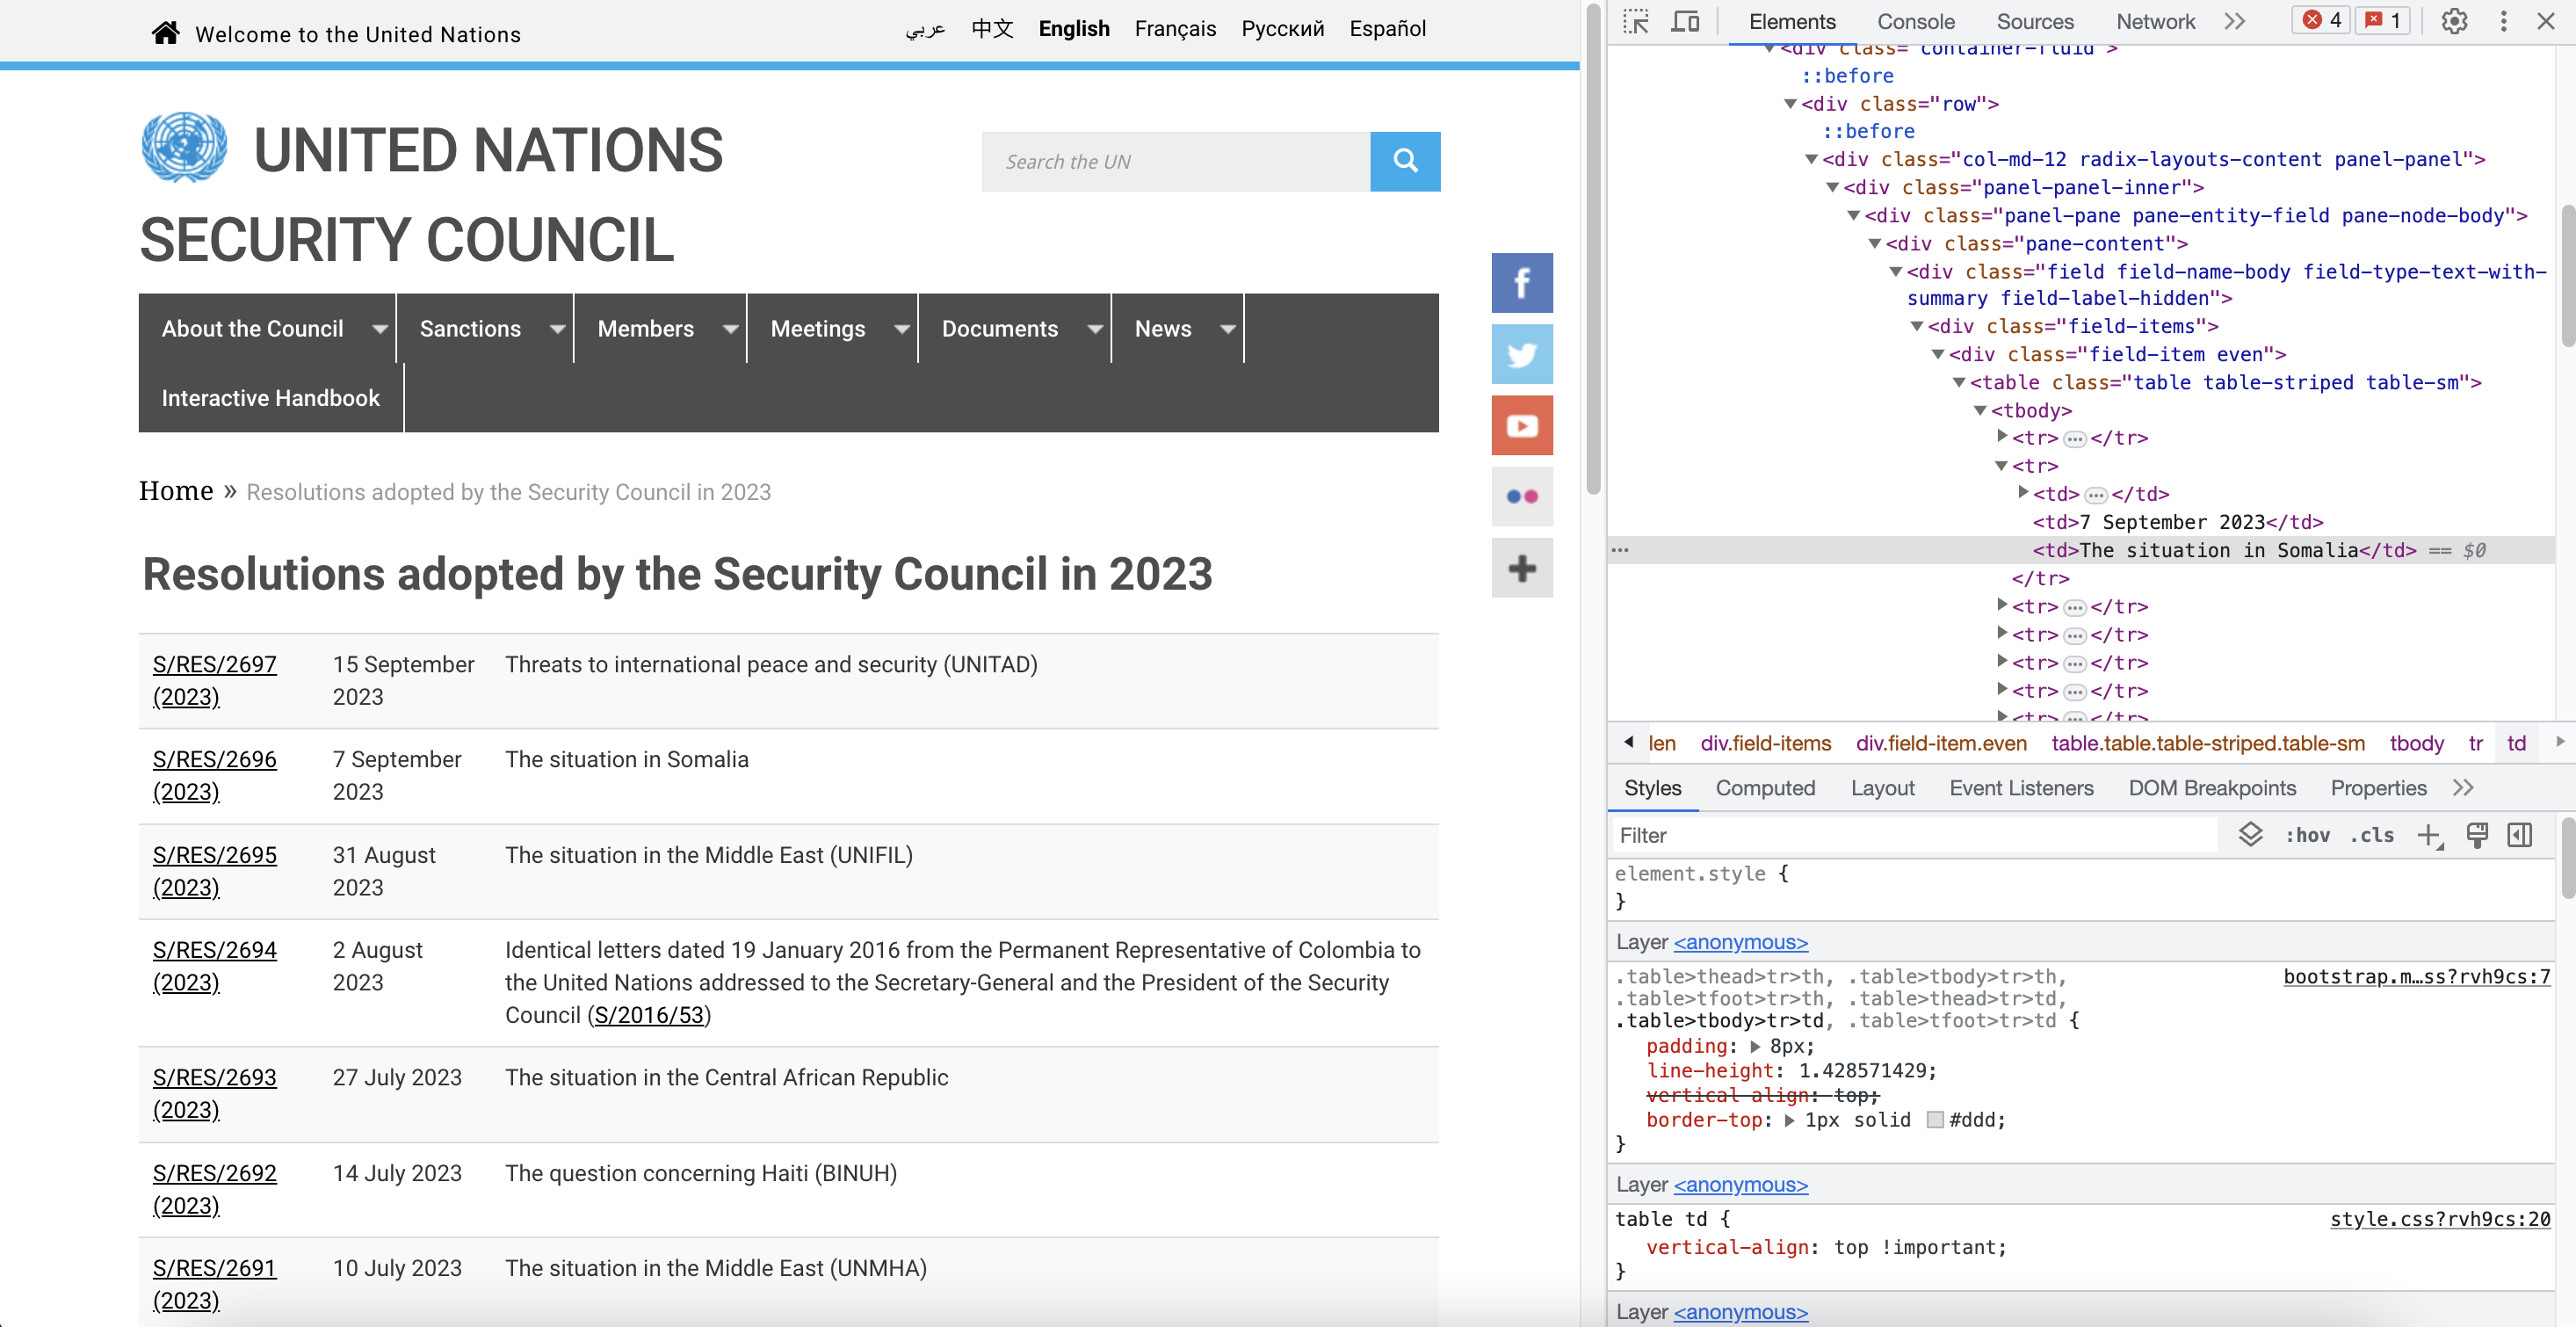 Welcome to the United Nations
عربي 中文 English Français Русский Español
UNITED NATIONS
SECURITY COUNCIL
Search the UN
About the Council Sanctions Members Meetings Documents News
Interactive Handbook
Home » Resolutions adopted by the Security Council in 2023
Resolutions adopted by the Security Council in 2023
S/RES/2697 15 September Threats to international peace and security (UNITAD)
(2023) 2023
S/RES/2696 7 September The situation in Somalia
(2023) 2023
S/RES/2695 31 August The situation in the Middle East (UNIFIL)
(2023) 2023
S/RES/2694 2 August Identical letters dated 19 January 2016 from the Permanent Representative of Colombia to
(2023) 2023 the United Nations addressed to the Secretary-General and the President of the Security
Council (S/2016/53)
S/RES/2693 27 July 2023 The situation in the Central African Republic
(2023)
S/RES/2692 14 July 2023 The question concerning Haiti (BINUH)
(2023)
S/RES/2691 10 July 2023 The situation in the Middle East (UNMHA)
(2023)
Elements Console Sources Network 4 1
<div class="container-fluid">
::before
<div class="row">
::before
<div class="col-md-12 radix-layouts-content panel-panel">
<div class="panel-panel-inner">
<div class="panel-pane pane-entity-field pane-node-body">
<div class="pane-content">
<div class="field field-name-body field-type-text-with-
summary field-label-hidden">
<div class="field-items">
<div class="field-item even">
<table class="table table-striped table-sm">
<tbody>
<tr>…</tr>
<tr>
<td>…</td>
<td>7 September 2023</td>
<td>The situation in Somalia</td> == $0
</tr>
<tr>…</tr>
<tr>…</tr>
<tr>…</tr>
<tr>…</tr>
<tr>…</tr>
len div.field-items div.field-item.even table.table.table-striped.table-sm tbody tr td
Styles Computed Layout Event Listeners DOM Breakpoints Properties
Filter :hov .cls
element.style {
}
Layer <anonymous>
.table>thead>tr>th, .table>tbody>tr>th, bootstrap.m…ss?rvh9cs:7
.table>tfoot>tr>th, .table>thead>tr>td,
.table>tbody>tr>td, .table>tfoot>tr>td {
padding: 8px;
line-height: 1.428571429;
vertical-align: top;
border-top: 1px solid #ddd;
}
Layer <anonymous>
table td { style.css?rvh9cs:20
vertical-align: top !important;
}
Layer <anonymous>